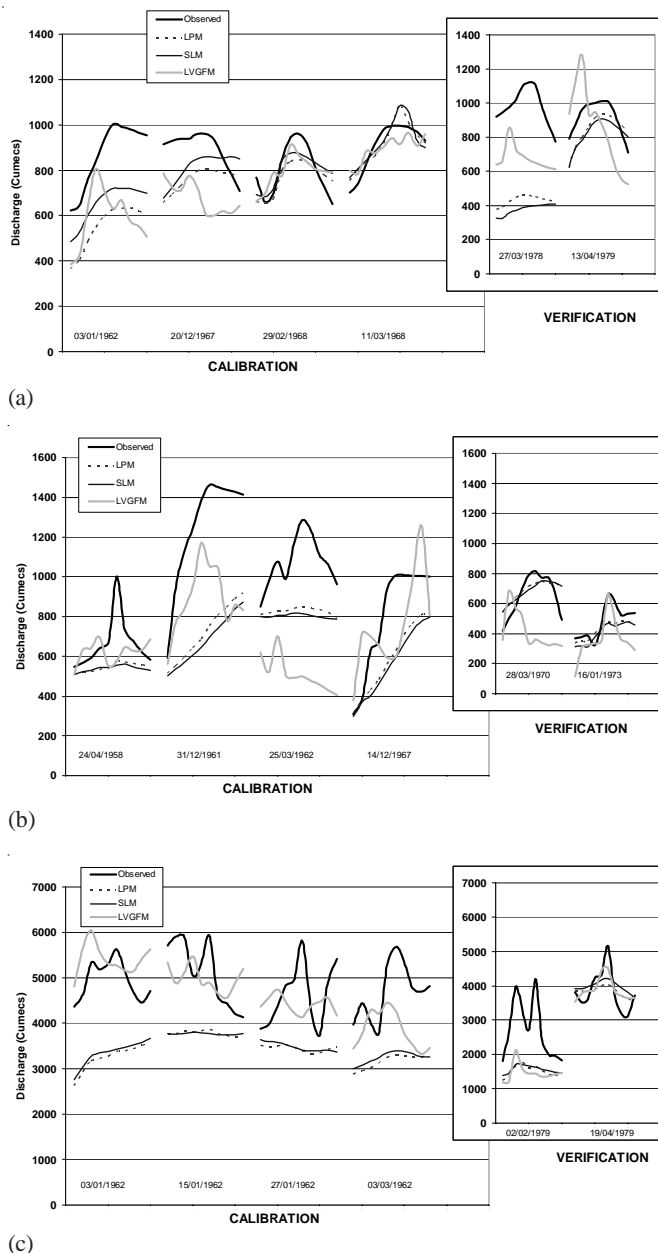 Observed
LPM
SLM
LVGFM
1400
1200
1000
800
600
400
200
0
Discharge (Cumecs)
03/01/1962
20/12/1967
29/02/1968
11/03/1968
CALIBRATION
1400
1200
1000
800
600
400
200
0
27/03/1978
13/04/1979
VERIFICATION
(a)
Observed
LPM
SLM
LVGFM
1600
1400
1200
1000
800
600
400
200
0
Discharge (Cumecs)
24/04/1958
31/12/1961
25/03/1962
14/12/1967
CALIBRATION
1600
1400
1200
1000
800
600
400
200
0
28/03/1970
16/01/1973
VERIFICATION
(b)
Observed
LPM
SLM
LVGFM
7000
6000
5000
4000
3000
2000
1000
0
Discharge (Cumecs)
03/01/1962
15/01/1962
27/01/1962
03/03/1962
CALIBRATION
7000
6000
5000
4000
3000
2000
1000
0
02/02/1979
19/04/1979
VERIFICATION
(c)